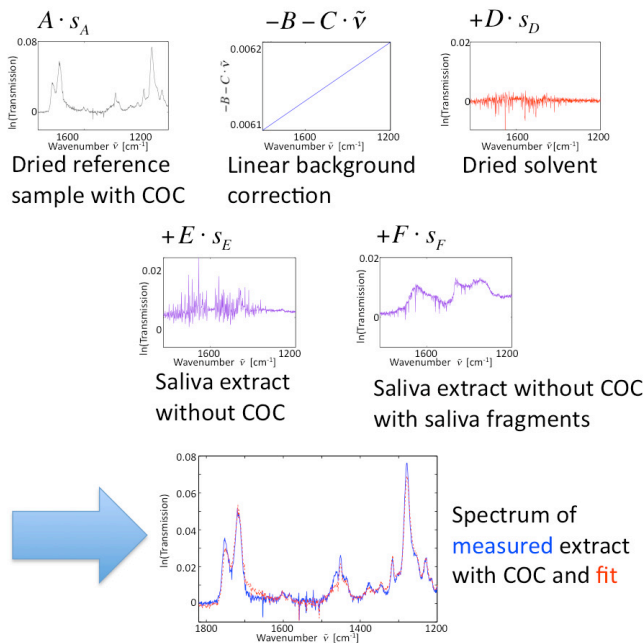 A · s_A
−B − C · ṽ
+D · s_D
0.08
0
ln(Transmission)
1600
1200
Wavenumber ṽ [cm⁻¹]
0.0062
0.0061
−B − C · ṽ
1600
1200
Wavenumber ṽ [cm⁻¹]
0.02
0
ln(Transmission)
1600
1200
Wavenumber ṽ [cm⁻¹]
Dried reference
sample with COC
Linear background
correction
Dried solvent
+E · s_E
+F · s_F
0.02
0
ln(Transmission)
1600
1200
Wavenumber ṽ [cm⁻¹]
0.02
0
ln(Transmission)
1600
1200
Wavenumber ṽ [cm⁻¹]
Saliva extract
without COC
Saliva extract without COC
with saliva fragments
0.08
0.06
0.04
0.02
0
ln(Transmission)
1800
1600
1400
1200
Wavenumber ṽ [cm⁻¹]
Spectrum of
measured extract
with COC and fit